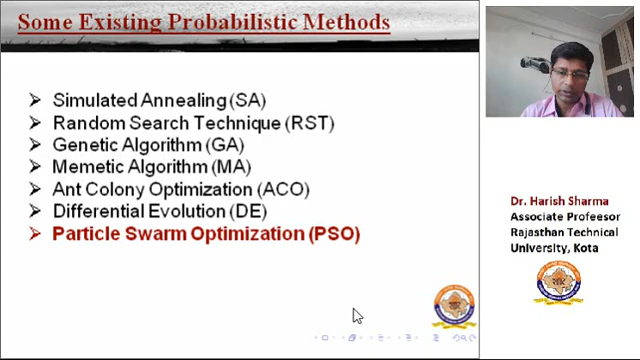 Some Existing Probabilistic Methods
Simulated Annealing (SA)
Random Search Technique (RST)
Genetic Algorithm (GA)
Memetic Algorithm (MA)
Ant Colony Optimization (ACO)
Differential Evolution (DE)
Particle Swarm Optimization (PSO)
Dr. Harish Sharma
Associate Profeesor
Rajasthan Technical
University, Kota